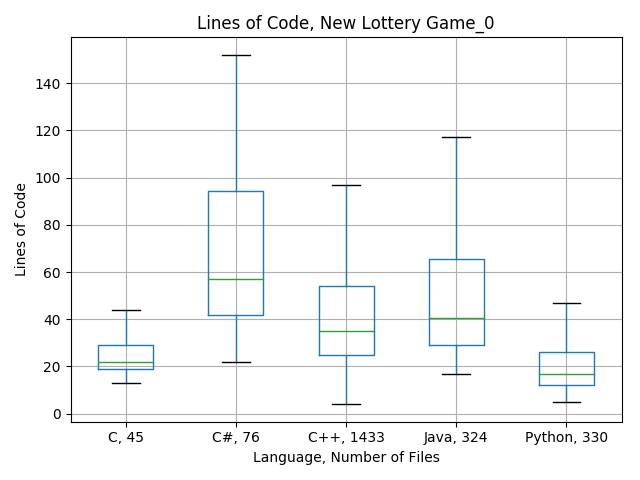 Lines of Code, New Lottery Game_0
140
120
100
80
60
40
20
0
Lines of Code
C, 45
C#, 76
C++, 1433
Java, 324
Python, 330
Language, Number of Files